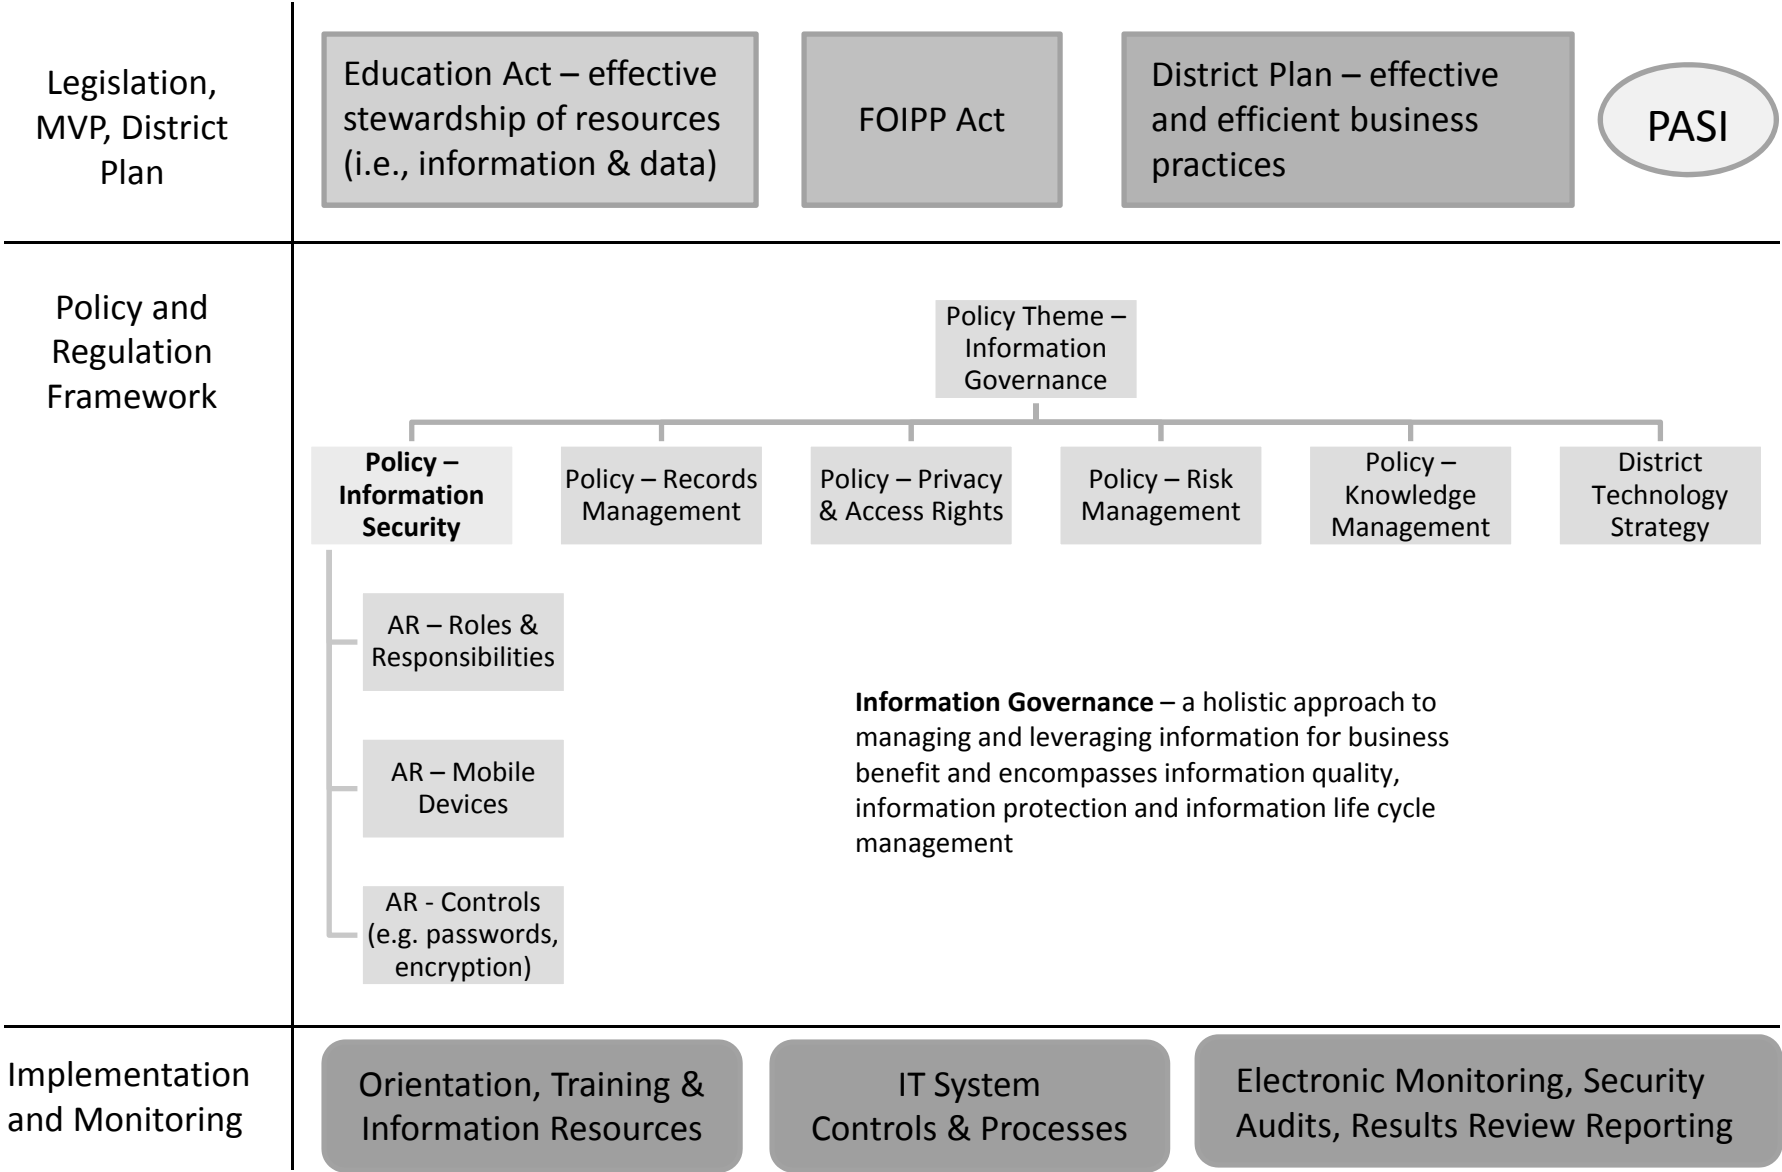 Legislation,
MVP, District
Plan
Education Act – effective
stewardship of resources
(i.e., information & data)
FOIPP Act
District Plan – effective
and efficient business
practices
PASI
Policy and
Regulation
Framework
Policy Theme –
Information
Governance
Policy –
Information
Security
Policy – Records
Management
Policy – Privacy
& Access Rights
Policy – Risk
Management
Policy –
Knowledge
Management
District
Technology
Strategy
AR – Roles &
Responsibilities
AR – Mobile
Devices
AR - Controls
(e.g. passwords,
encryption)
Information Governance – a holistic approach to
managing and leveraging information for business
benefit and encompasses information quality,
information protection and information life cycle
management
Implementation
and Monitoring
Orientation, Training &
Information Resources
IT System
Controls & Processes
Electronic Monitoring, Security
Audits, Results Review Reporting